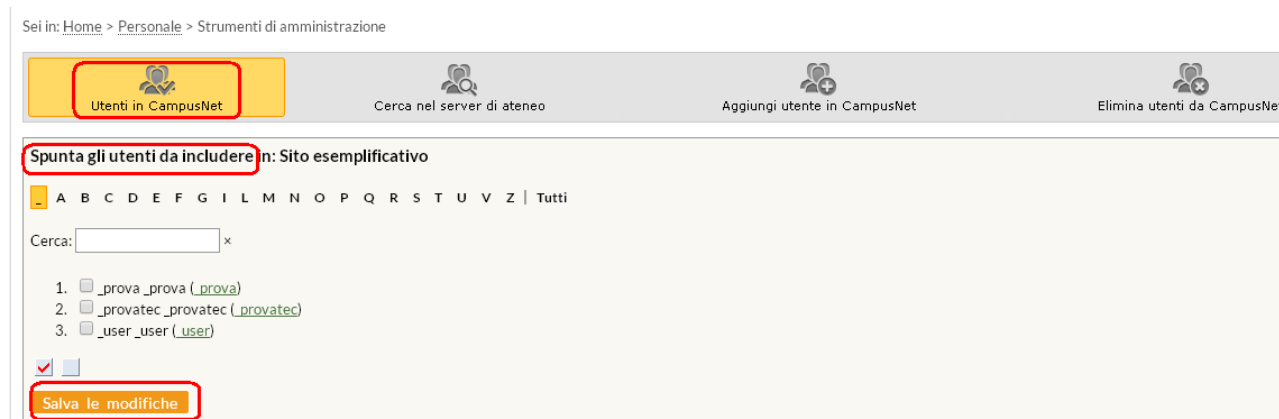 Sei in: Home > Personale > Strumenti di amministrazione
Utenti in CampusNet Cerca nel server di ateneo Aggiungi utente in CampusNet Elimina utenti da CampusNe
Spunta gli utenti da includere in: Sito esemplificativo
_ A B C D E F G I L M N O P Q R S T U V Z | Tutti
Cerca: ×
1. _prova _prova (_prova)
2. _provatec _provatec (_provatec)
3. _user _user (_user)
Salva le modifiche